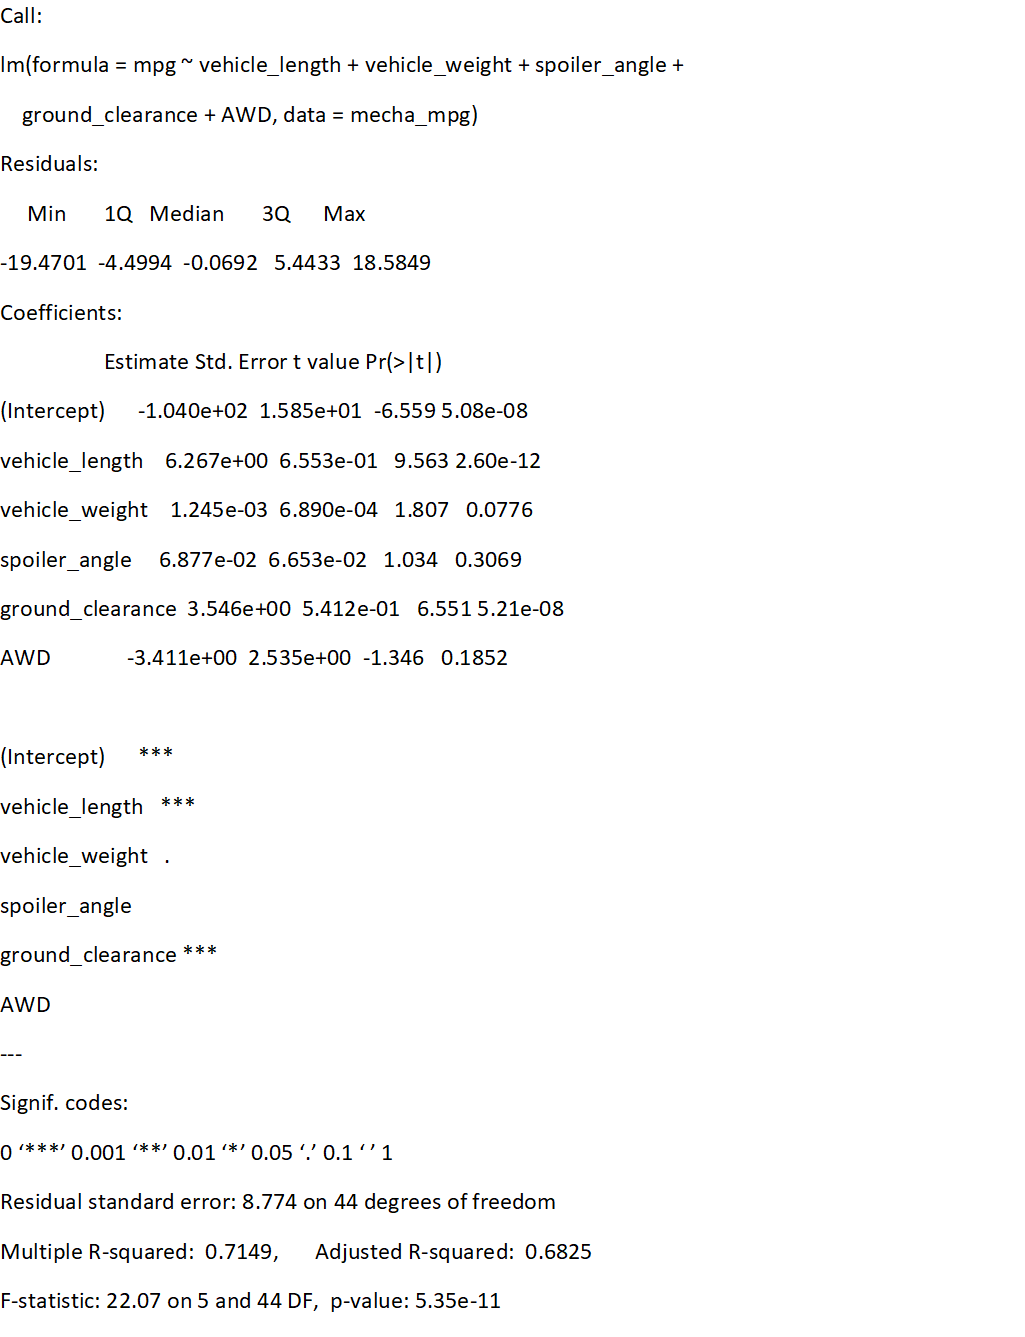 Call:
lm(formula = mpg ~ vehicle_length + vehicle_weight + spoiler_angle +
ground_clearance + AWD, data = mecha_mpg)
Residuals:
Min 1Q Median 3Q Max
-19.4701 -4.4994 -0.0692 5.4433 18.5849
Coefficients:
Estimate Std. Error t value Pr(>|t|)
(Intercept) -1.040e+02 1.585e+01 -6.559 5.08e-08
vehicle_length 6.267e+00 6.553e-01 9.563 2.60e-12
vehicle_weight 1.245e-03 6.890e-04 1.807 0.0776
spoiler_angle 6.877e-02 6.653e-02 1.034 0.3069
ground_clearance 3.546e+00 5.412e-01 6.551 5.21e-08
AWD -3.411e+00 2.535e+00 -1.346 0.1852
(Intercept) ***
vehicle_length ***
vehicle_weight .
spoiler_angle
ground_clearance ***
AWD
---
Signif. codes:
0 ‘***’ 0.001 ‘**’ 0.01 ‘*’ 0.05 ‘.’ 0.1 ‘ ’ 1
Residual standard error: 8.774 on 44 degrees of freedom
Multiple R-squared: 0.7149, Adjusted R-squared: 0.6825
F-statistic: 22.07 on 5 and 44 DF, p-value: 5.35e-11